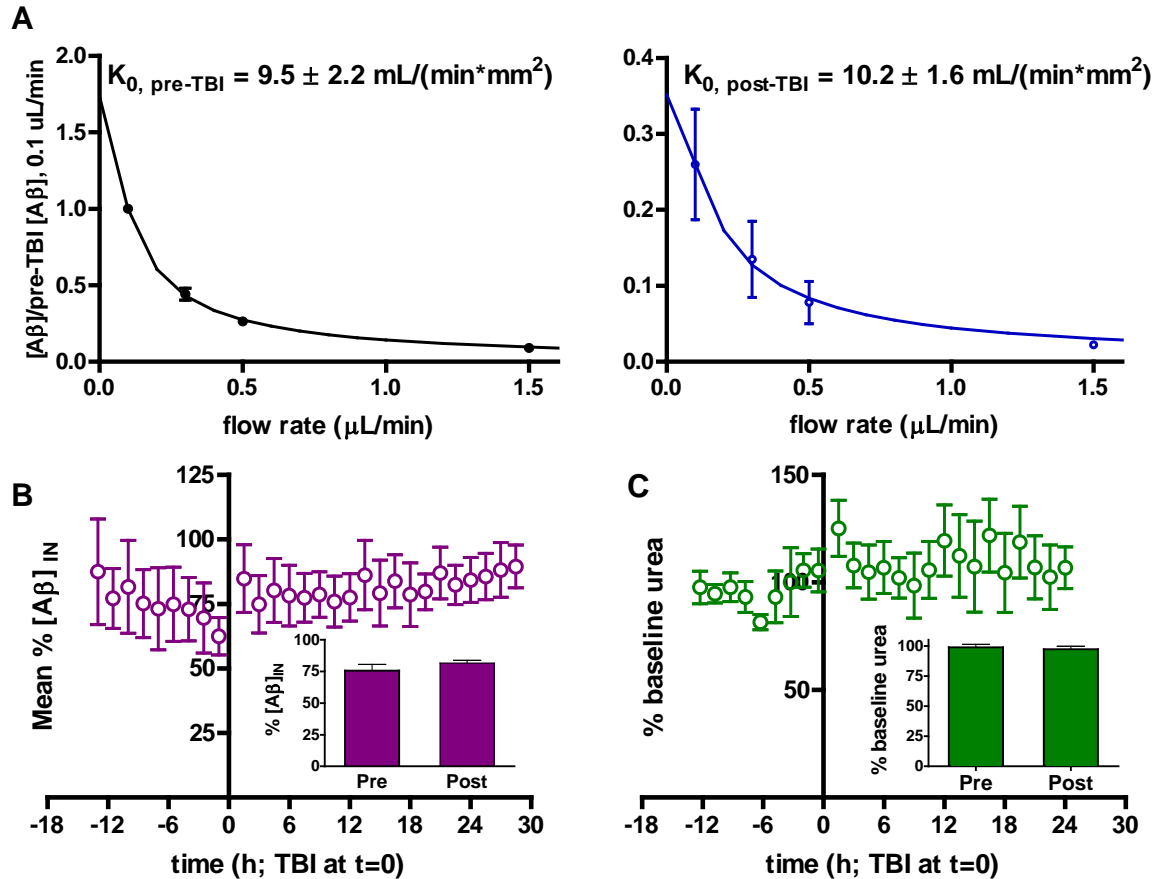 A
K0, pre-TBI = 9.5 ± 2.2 mL/(min*mm2)
[Aβ]/pre-TBI [Aβ], 0.1 uL/min
2.0
1.5
1.0
0.5
0.0
0.0 0.5 1.0 1.5
flow rate (μL/min)
K0, post-TBI = 10.2 ± 1.6 mL/(min*mm2)
0.4
0.3
0.2
0.1
0.0
0.0 0.5 1.0 1.5
flow rate (μL/min)
B
Mean % [Aβ] IN
125
100
75
50
25
-18 -12 -6 0 6 12 18 24 30
time (h; TBI at t=0)
% [Aβ]IN
100
75
50
25
0
Pre Post
C
% baseline urea
150
100
50
-18 -12 -6 0 6 12 18 24 30
time (h; TBI at t=0)
% baseline urea
100
75
50
25
0
Pre Post